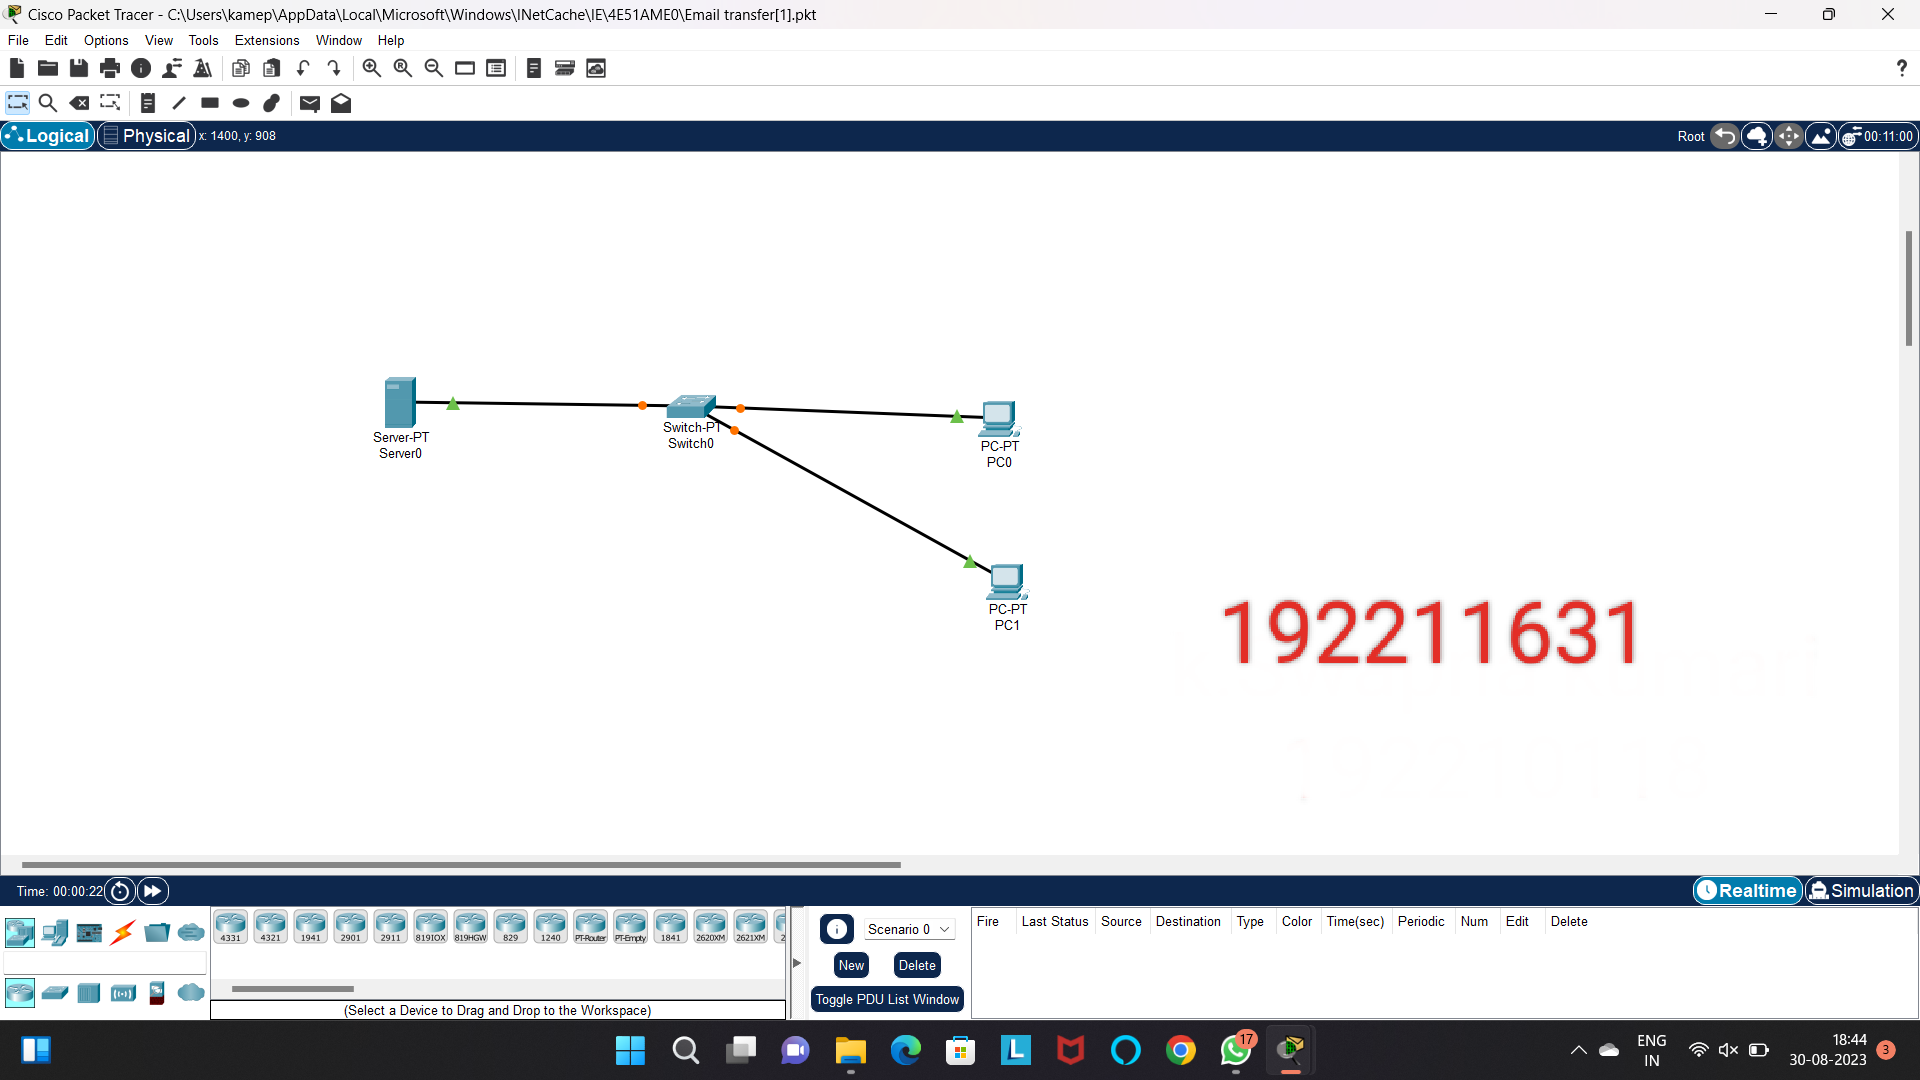 Cisco Packet Tracer - C:\Users\kamep\AppData\Local\Microsoft\Windows\INetCache\IE\4E51AME0\Email transfer[1].pkt
File Edit Options View Tools Extensions Window Help
?
Logical Physical x: 1400, y: 908 Root 00:11:00
Server-PT
Server0
Switch-PT
Switch0
PC-PT
PC0
PC-PT
PC1
192211631
192210118
Time: 00:00:22 Realtime Simulation
4331 4321 1941 2901 2911 819IOX 819HGW 829 1240 PT-Router PT-Empty 1841 2620XM 2621XM 2
(Select a Device to Drag and Drop to the Workspace)
Scenario 0
New Delete
Toggle PDU List Window
Fire Last Status Source Destination Type Color Time(sec) Periodic Num Edit Delete
L 17
ENG
IN
18:44
30-08-2023
3